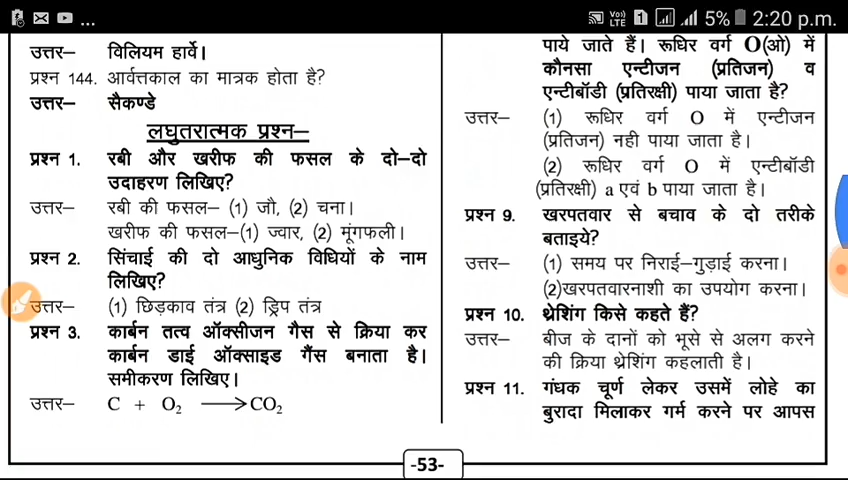 ... Vo)) LTE 1 5% 2:20 p.m.
उत्तर– विलियम हार्वे।
प्रश्न 144. आर्वत्तकाल का मात्रक होता है?
उत्तर– सैकण्डे
लघुतरात्मक प्रश्न–
प्रश्न 1. रबी और खरीफ की फसल के दो–दो
उदाहरण लिखिए?
उत्तर– रबी की फसल– (1) जौ, (2) चना।
खरीफ की फसल–(1) ज्वार, (2) मूंगफली।
प्रश्न 2. सिंचाई की दो आधुनिक विधियों के नाम
लिखिए?
उत्तर– (1) छिड़काव तंत्र (2) ड्रिप तंत्र
प्रश्न 3. कार्बन तत्व ऑक्सीजन गैस से क्रिया कर
कार्बन डाई ऑक्साइड गैंस बनाता है।
समीकरण लिखिए।
उत्तर– C + O₂ ⟶CO₂
पाये जाते हैं। रूधिर वर्ग O(ओ) में
कौनसा एन्टीजन (प्रतिजन) व
एन्टीबॉडी (प्रतिरक्षी) पाया जाता है?
उत्तर– (1) रूधिर वर्ग O में एन्टीजन
(प्रतिजन) नही पाया जाता है।
(2) रूधिर वर्ग O में एन्टीबॉडी
(प्रतिरक्षी) a एवं b पाया जाता है।
प्रश्न 9. खरपतवार से बचाव के दो तरीके
बताइये?
उत्तर– (1) समय पर निराई–गुड़ाई करना।
(2)खरपतवारनाशी का उपयोग करना।
प्रश्न 10. थ्रेशिंग किसे कहते हैं?
उत्तर– बीज के दानों को भूसे से अलग करने
की क्रिया थ्रेशिंग कहलाती है।
प्रश्न 11. गंधक चूर्ण लेकर उसमें लोहे का
बुरादा मिलाकर गर्म करने पर आपस
-53-